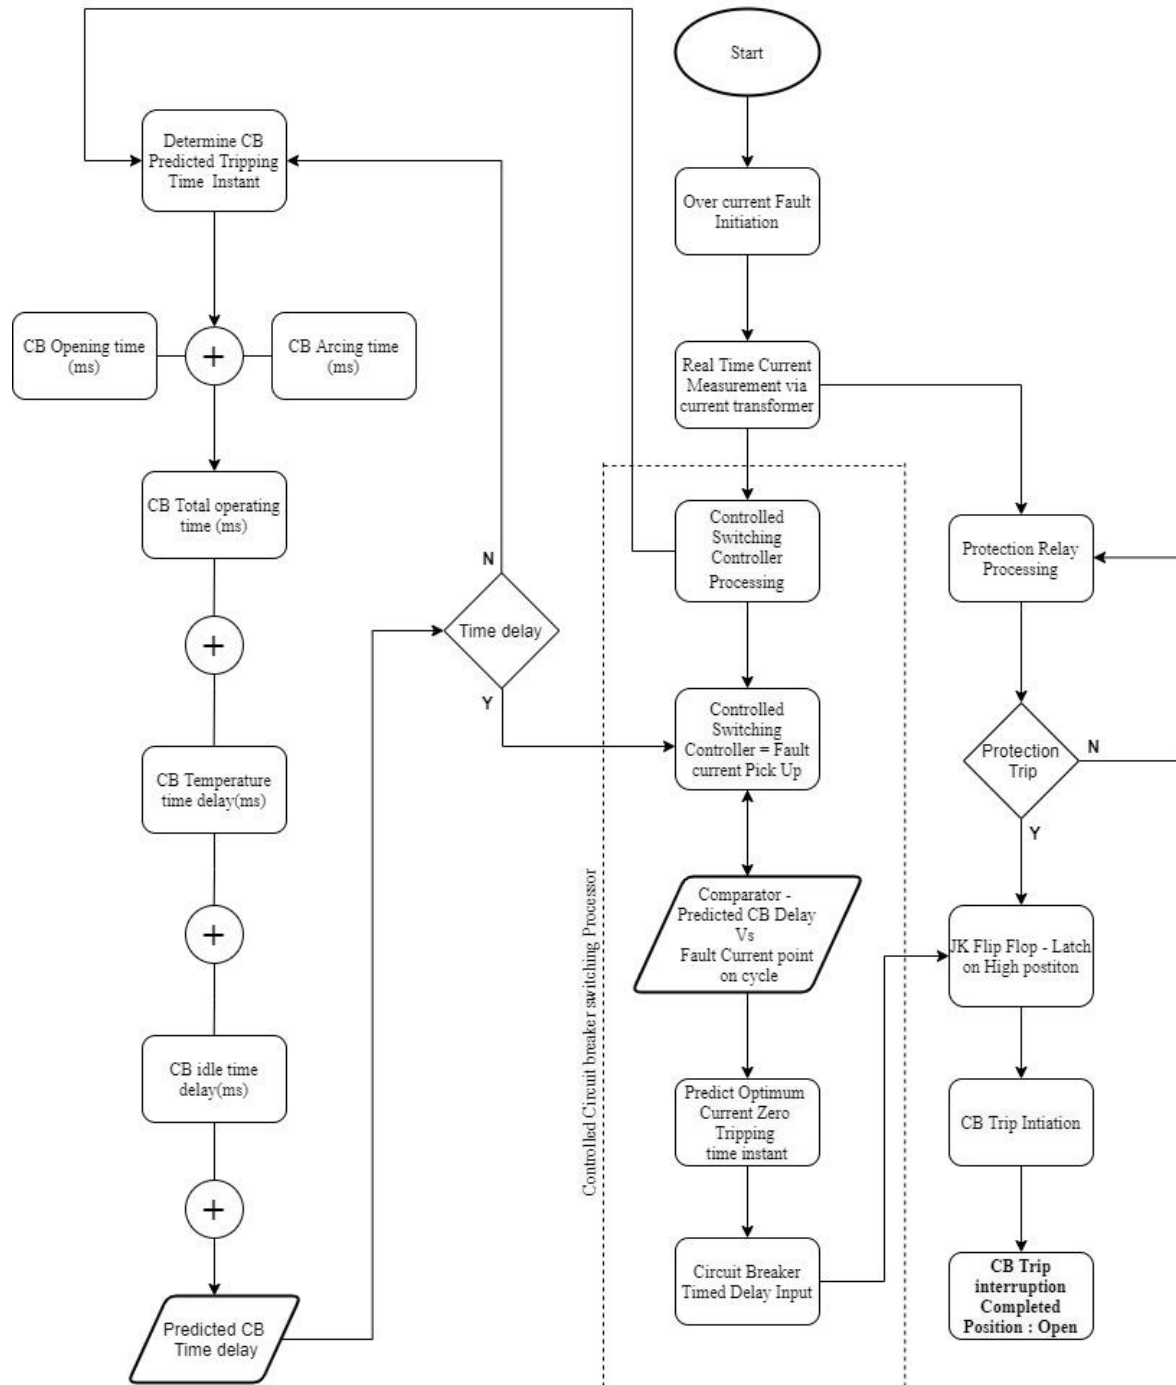 Start
Determine CB
Predicted Tripping
Time Instant
Over current Fault
Initiation
CB Opening time
(ms)
+
CB Arcing time
(ms)
Real Time Current
Measurement via
current transformer
CB Total operating
time (ms)
Controlled
Switching
Controller
Processing
Protection Relay
Processing
N
Time delay
Y
+
Controlled
Switching
Controller = Fault
current Pick Up
Protection
Trip
N
Y
CB Temperature
time delay(ms)
Controlled Circuit breaker switching Processor
Comparator -
Predicted CB Delay
Vs
Fault Current point
on cycle
JK Flip Flop - Latch
on High postiton
+
CB idle time
delay(ms)
Predict Optimum
Current Zero
Tripping
time instant
CB Trip Intiation
+
Circuit Breaker
Timed Delay Input
CB Trip
interruption
Completed
Position : Open
Predicted CB
Time delay